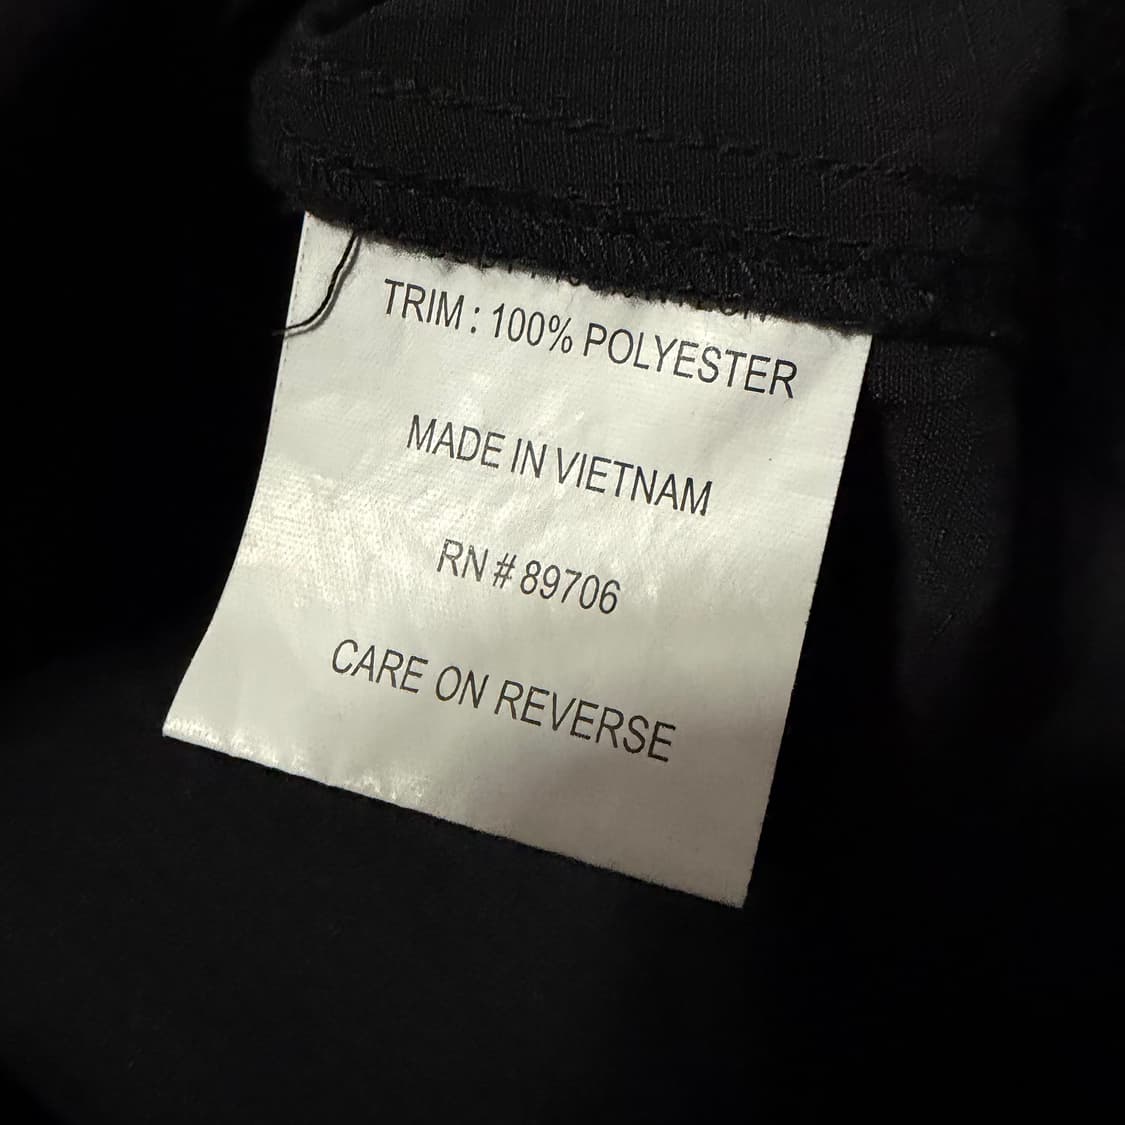 TRIM : 100% POLYESTER
MADE IN VIETNAM
RN # 89706
CARE ON REVERSE